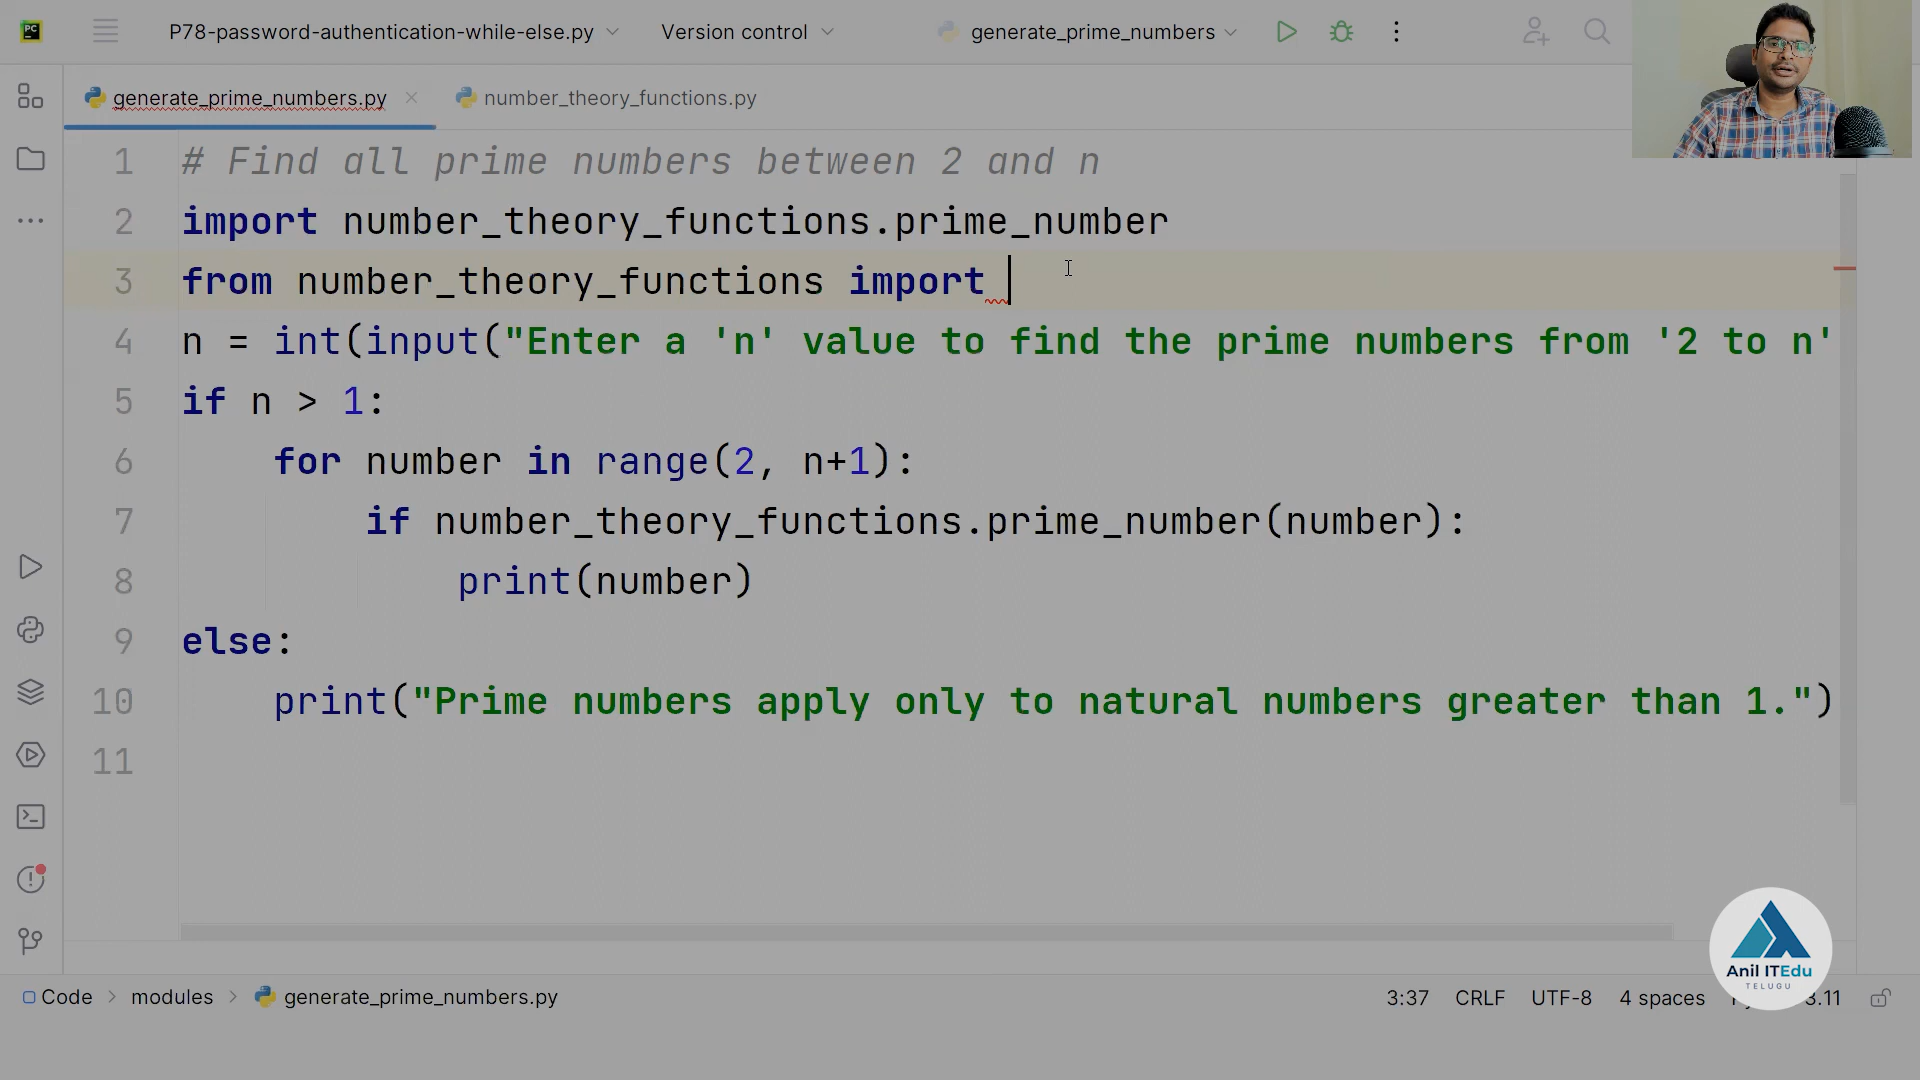 PC
P78-password-authentication-while-else.py
Version control
generate_prime_numbers
generate_prime_numbers.py
number_theory_functions.py
1 # Find all prime numbers between 2 and n
2 import number_theory_functions.prime_number
3 from number_theory_functions import
4 n = int(input("Enter a 'n' value to find the prime numbers from '2 to n'
5 if n > 1:
6 for number in range(2, n+1):
7 if number_theory_functions.prime_number(number):
8 print(number)
9 else:
10 print("Prime numbers apply only to natural numbers greater than 1.")
11
Anil ITEdu
TELUGU
Code > modules > generate_prime_numbers.py
3:37 CRLF UTF-8 4 spaces 3.11